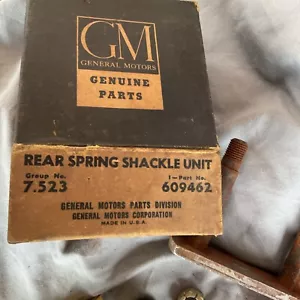 GM
GENERAL MOTORS
GENUINE
PARTS
REAR SPRING SHACKLE UNIT
Group No. 1-Part No.
7.523 609462
GENERAL MOTORS PARTS DIVISION
GENERAL MOTORS CORPORATION
MADE IN U.S.A.